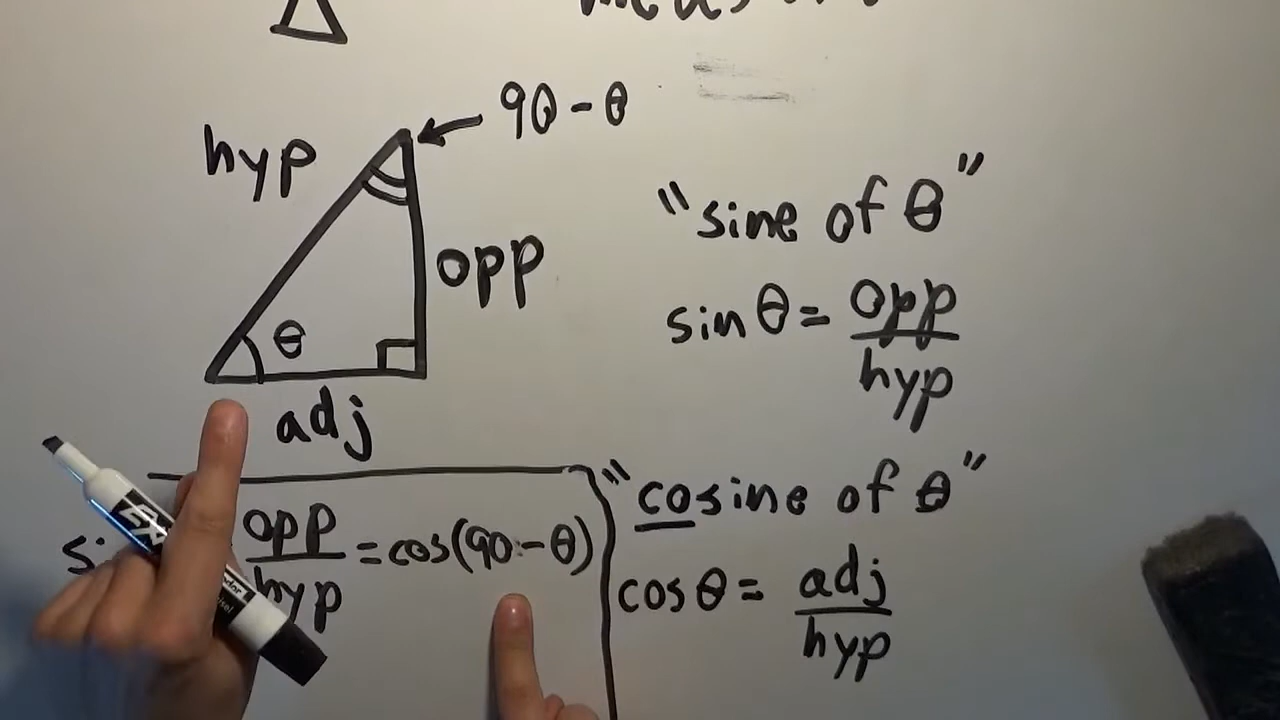 90 - θ
hyp
opp
θ
adj
"sine of θ"
sin θ = opp
hyp
opp
hyp
= cos(90 - θ)
"cosine of θ"
cos θ = adj
hyp